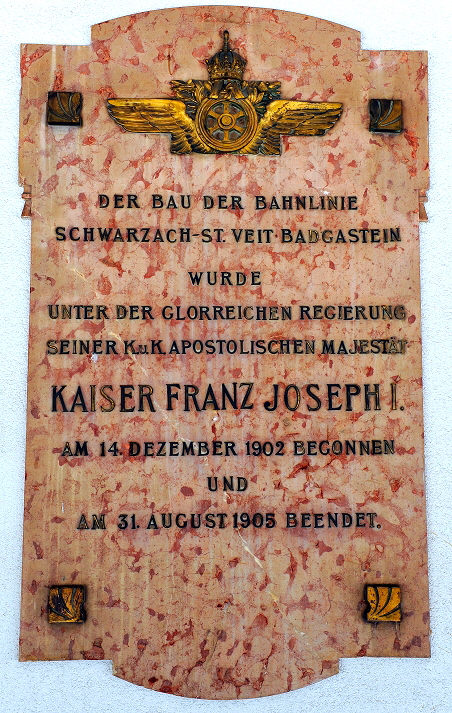 DER BAU DER BAHNLINIE
SCHWARZACH-ST. VEIT·BADGASTEIN
WURDE
UNTER DER GLORREICHEN REGIERUNG
SEINER K.u.K. APOSTOLISCHEN MAJESTÄT
KAISER FRANZ JOSEPH I.
AM 14. DEZEMBER 1902 BEGONNEN
UND
AM 31. AUGUST 1905 BEENDET.